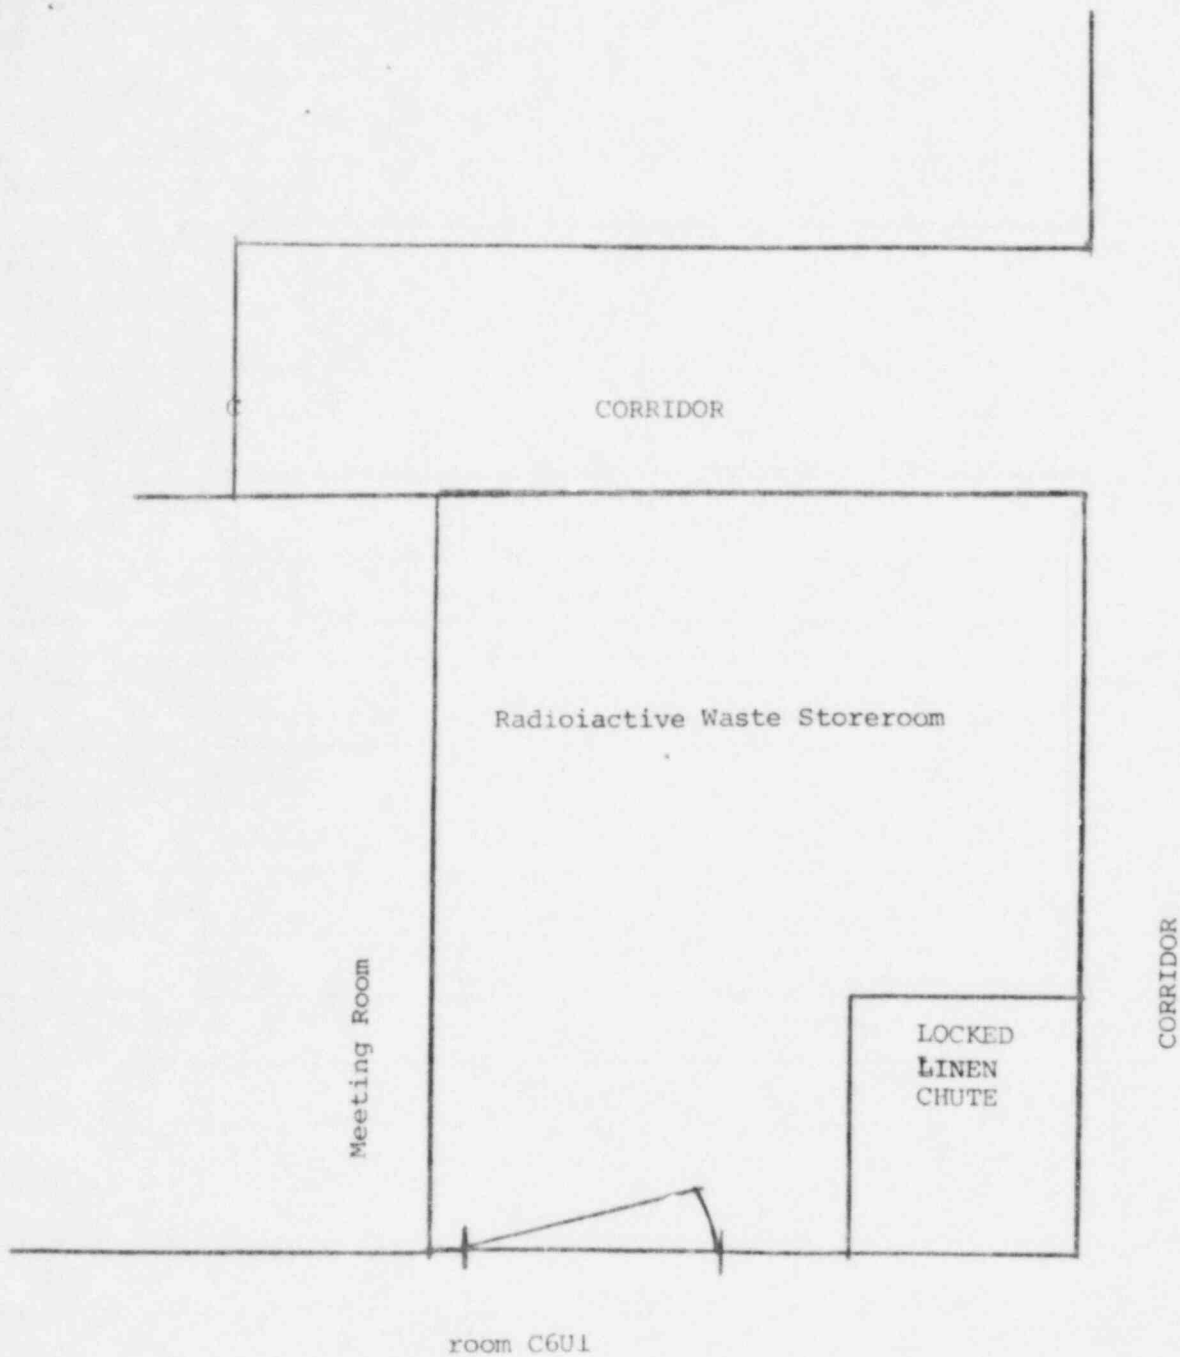 CORRIDOR
Radioiactive Waste Storeroom
Meeting Room
CORRIDOR
LOCKED
LINEN
CHUTE
room C6U1